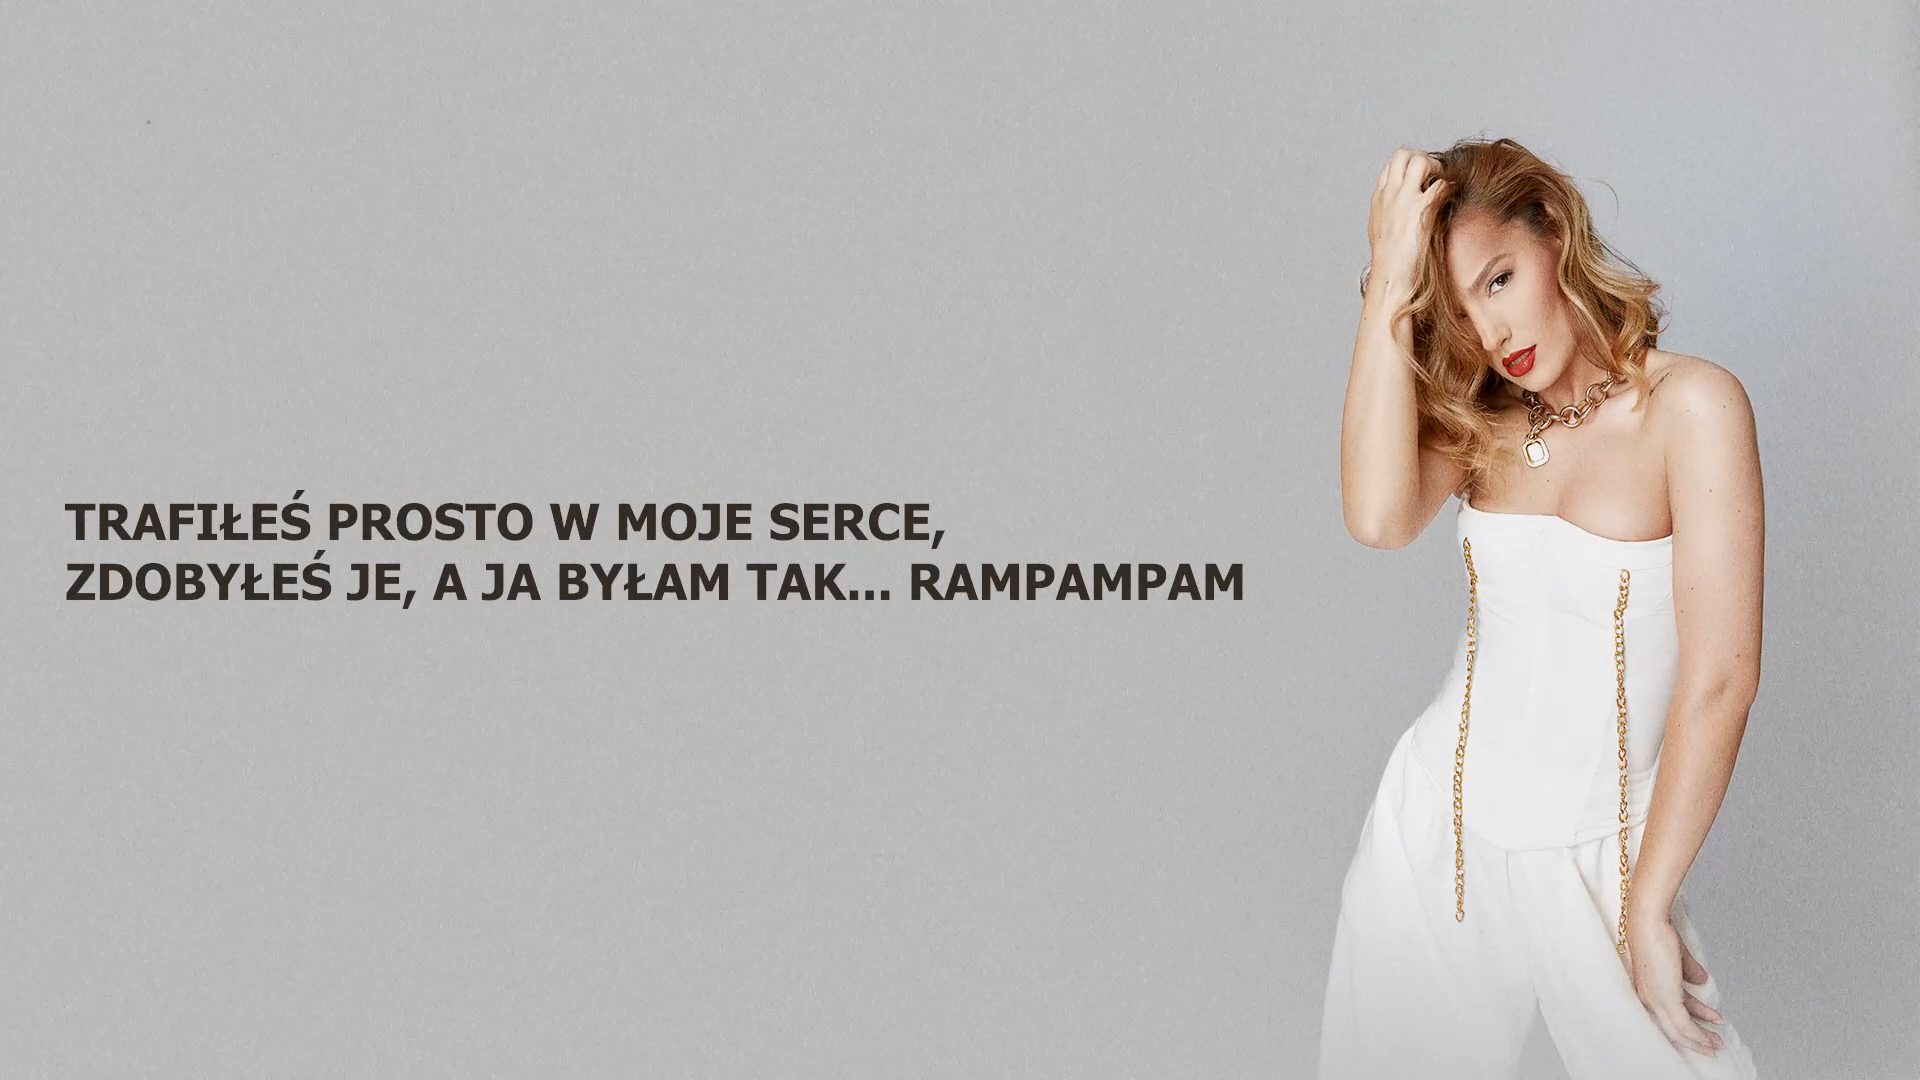 TRAFIŁEŚ PROSTO W MOJE SERCE,
ZDOBYŁEŚ JE, A JA BYŁAM TAK... RAMPAMPAM